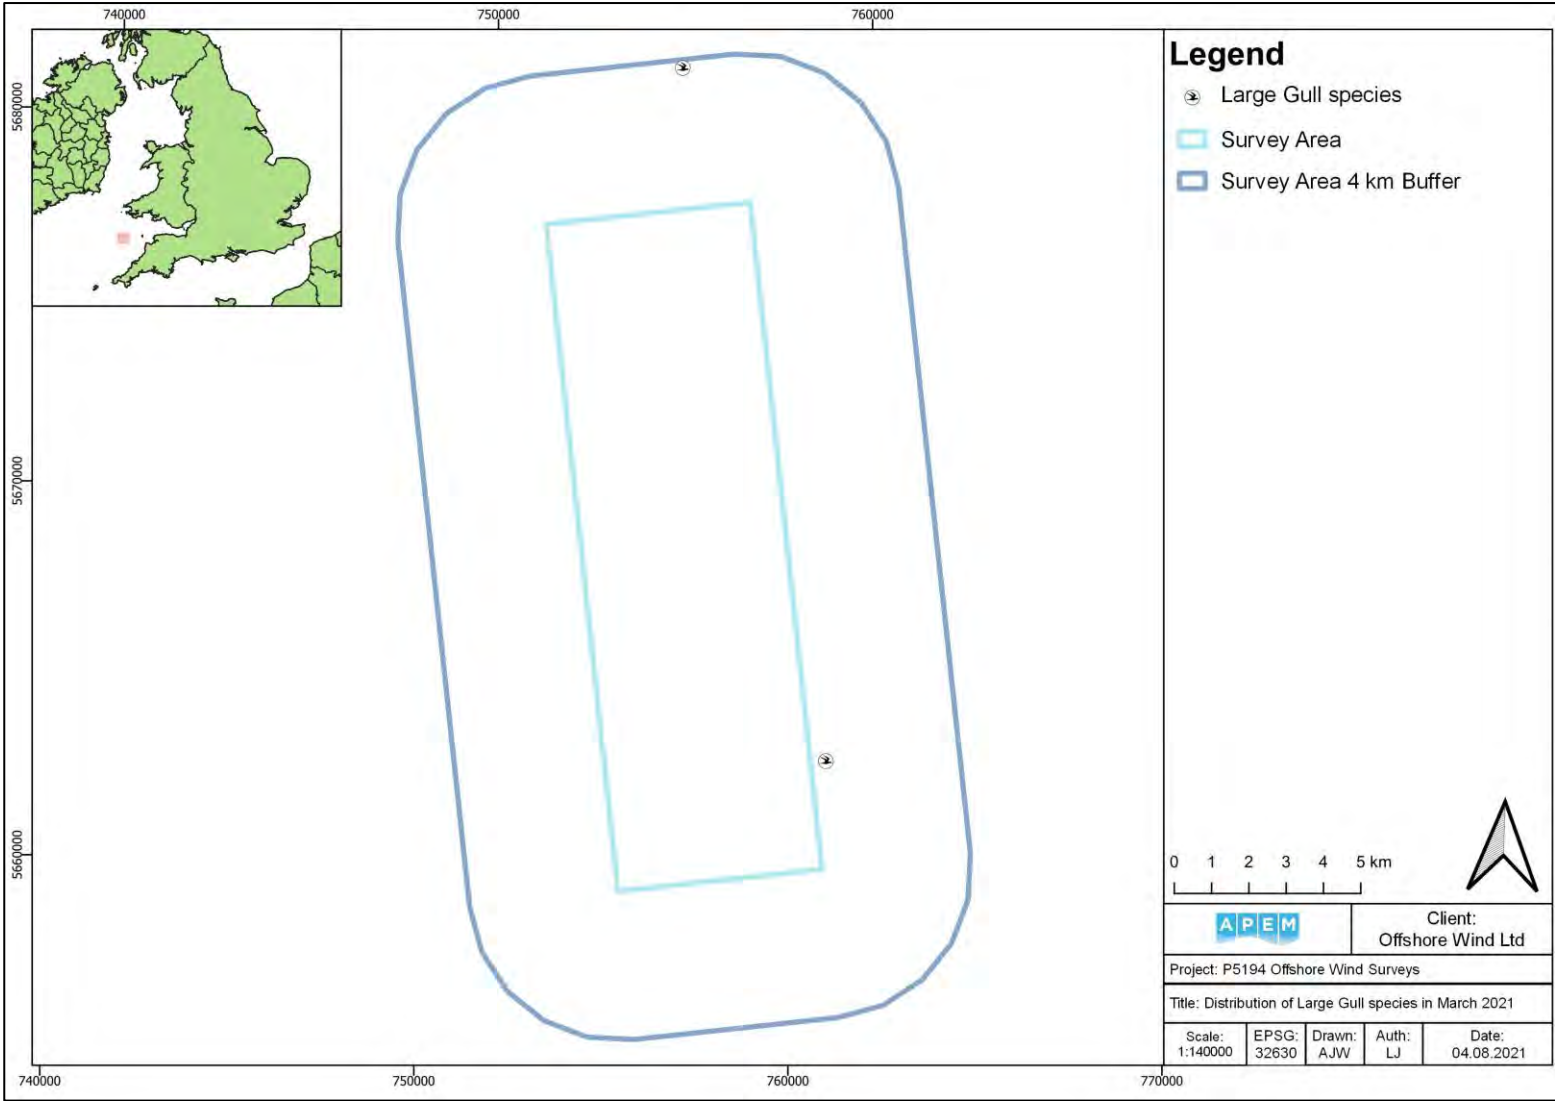 740000
750000
760000
5680000
5670000
5660000
Legend
Large Gull species
Survey Area
Survey Area 4 km Buffer
0 1 2 3 4 5 km
APEM
Client:
Offshore Wind Ltd
Project: P5194 Offshore Wind Surveys
Title: Distribution of Large Gull species in March 2021
Scale:
1:140000
EPSG:
32630
Drawn:
AJW
Auth:
LJ
Date:
04.08.2021
740000
750000
760000
770000